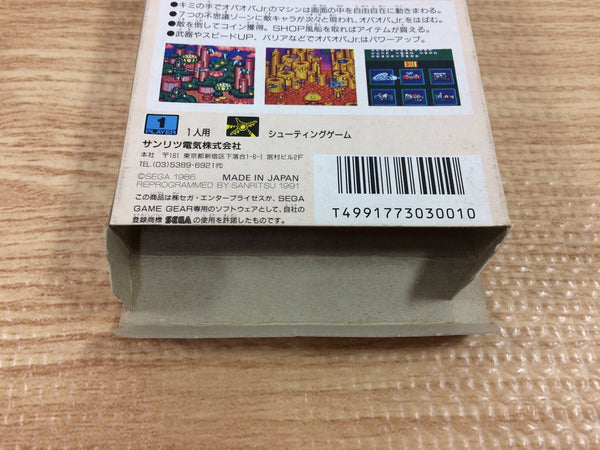 ●キミの手でオパオパJr.のマシンは画面の中を自由自在に動きまわる。
●7つの不思議ゾーンに敵キャラが次々と現われ、オパオパJr.をはばむ。
●敵を倒してコイン獲得。SHOP風船を取ればアイテムが買える。
●武器やスピードUP、バリアなどでオパオパJr.はパワーアップ。
1
PLAYER
1人用
シューティングゲーム
サンリツ電気株式会社
本社 〒161 東京都新宿区下落合1-6-1 宮村ビル2F
TEL.(03)5389-6921代
©SEGA 1986 MADE IN JAPAN
REPROGRAMMED BY SANRITSU 1991
この商品は㈱セガ・エンタープライゼスが、SEGA
GAME GEAR専用のソフトウェアとして、自社の
登録商標 SEGA の使用を許諾したものです。
T4991773030010